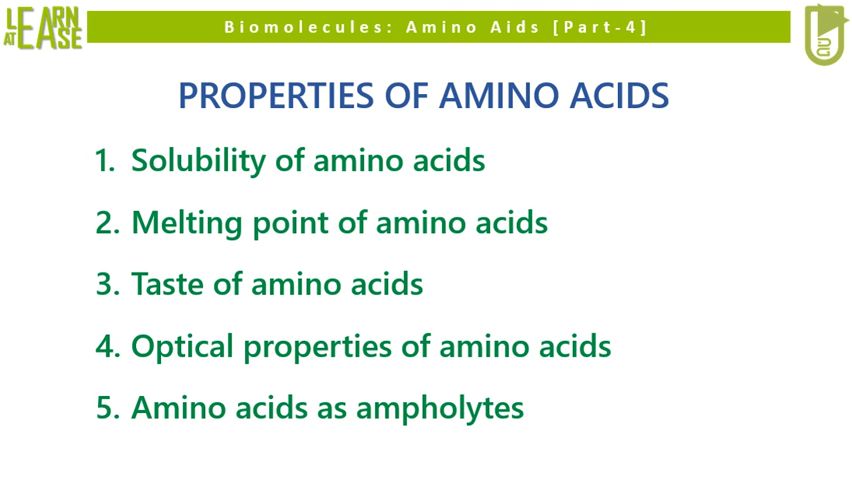 LEARN
AT EASE
Biomolecules: Amino Aids [Part-4]
PROPERTIES OF AMINO ACIDS
1. Solubility of amino acids
2. Melting point of amino acids
3. Taste of amino acids
4. Optical properties of amino acids
5. Amino acids as ampholytes